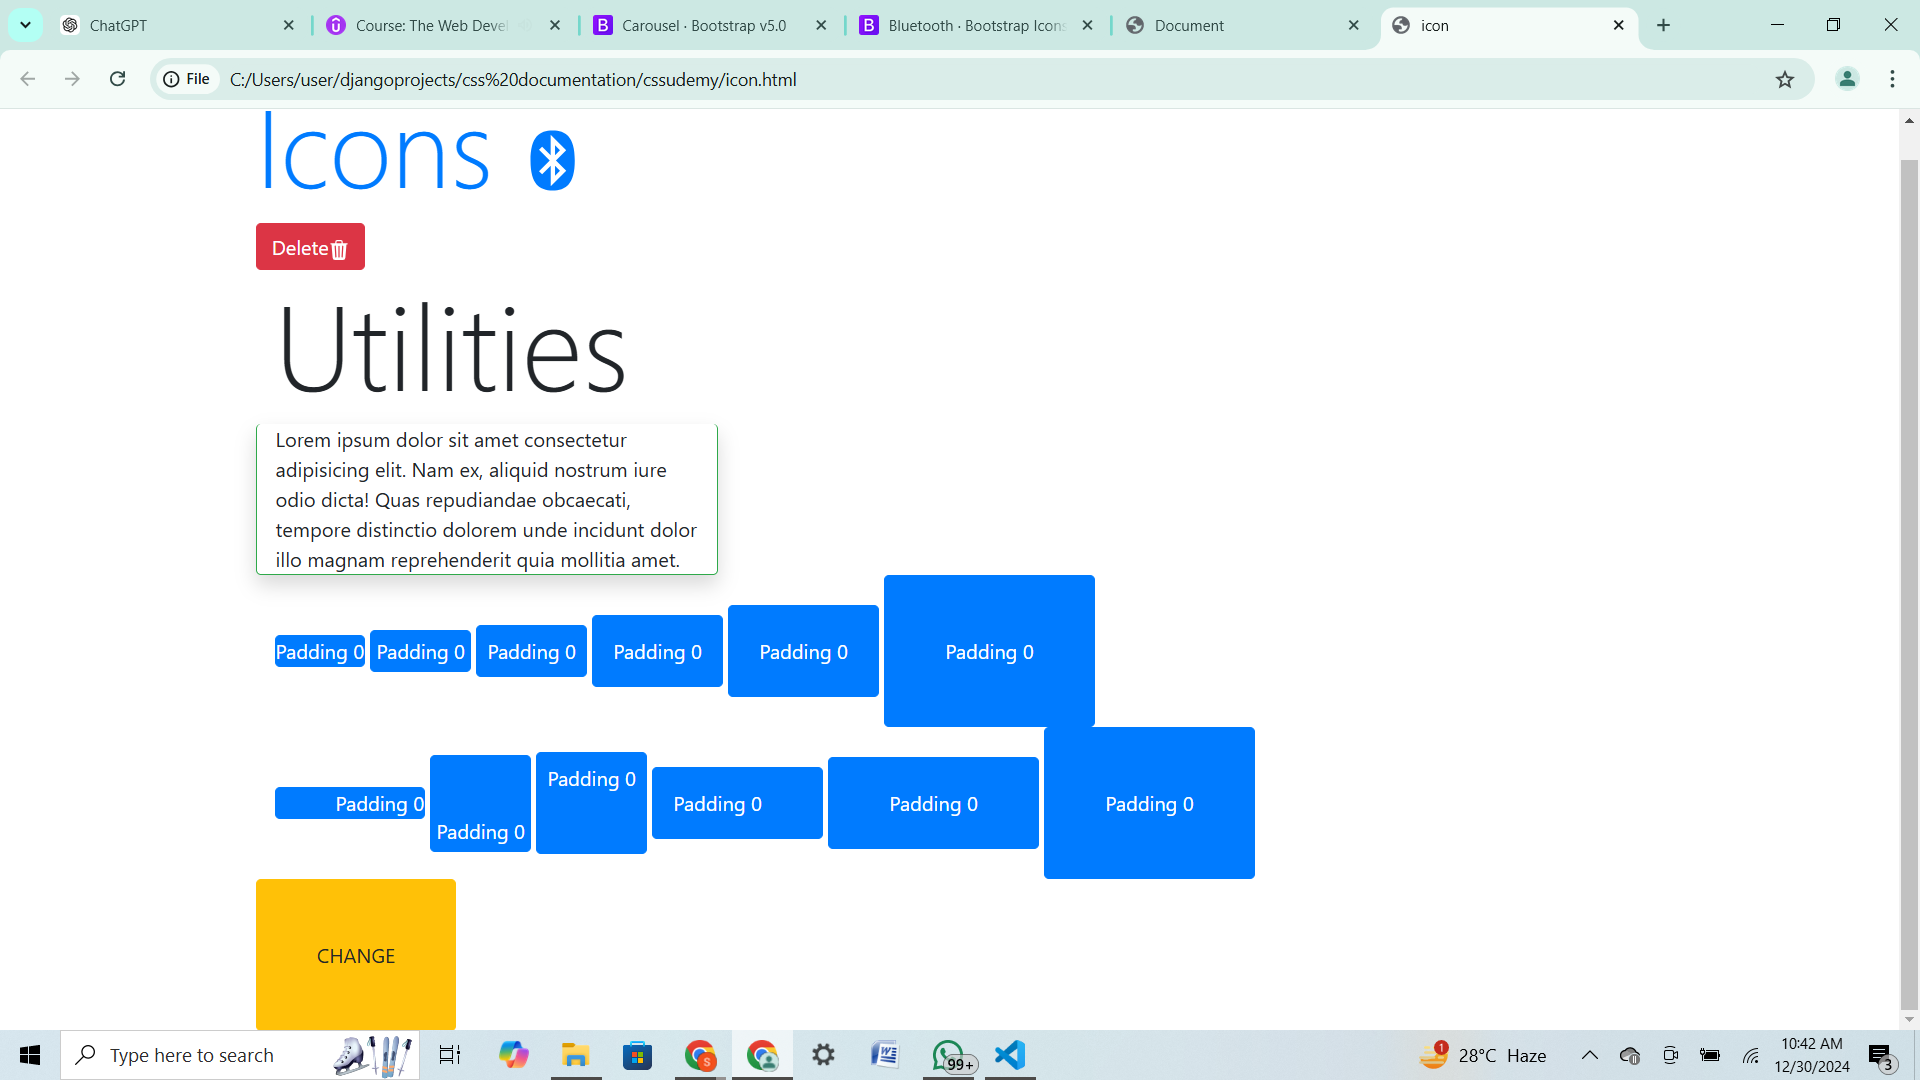 ChatGPT
Course: The Web Devel
Carousel · Bootstrap v5.0
Bluetooth · Bootstrap Icons
Document
icon
File
C:/Users/user/djangoprojects/css%20documentation/cssudemy/icon.html
Icons
Delete
Utilities
Lorem ipsum dolor sit amet consectetur
adipisicing elit. Nam ex, aliquid nostrum iure
odio dicta! Quas repudiandae obcaecati,
tempore distinctio dolorem unde incidunt dolor
illo magnam reprehenderit quia mollitia amet.
Padding 0 Padding 0 Padding 0 Padding 0 Padding 0 Padding 0
Padding 0 Padding 0 Padding 0 Padding 0 Padding 0 Padding 0
CHANGE
Type here to search
S
99+
1
28°C Haze
10:42 AM
12/30/2024
3